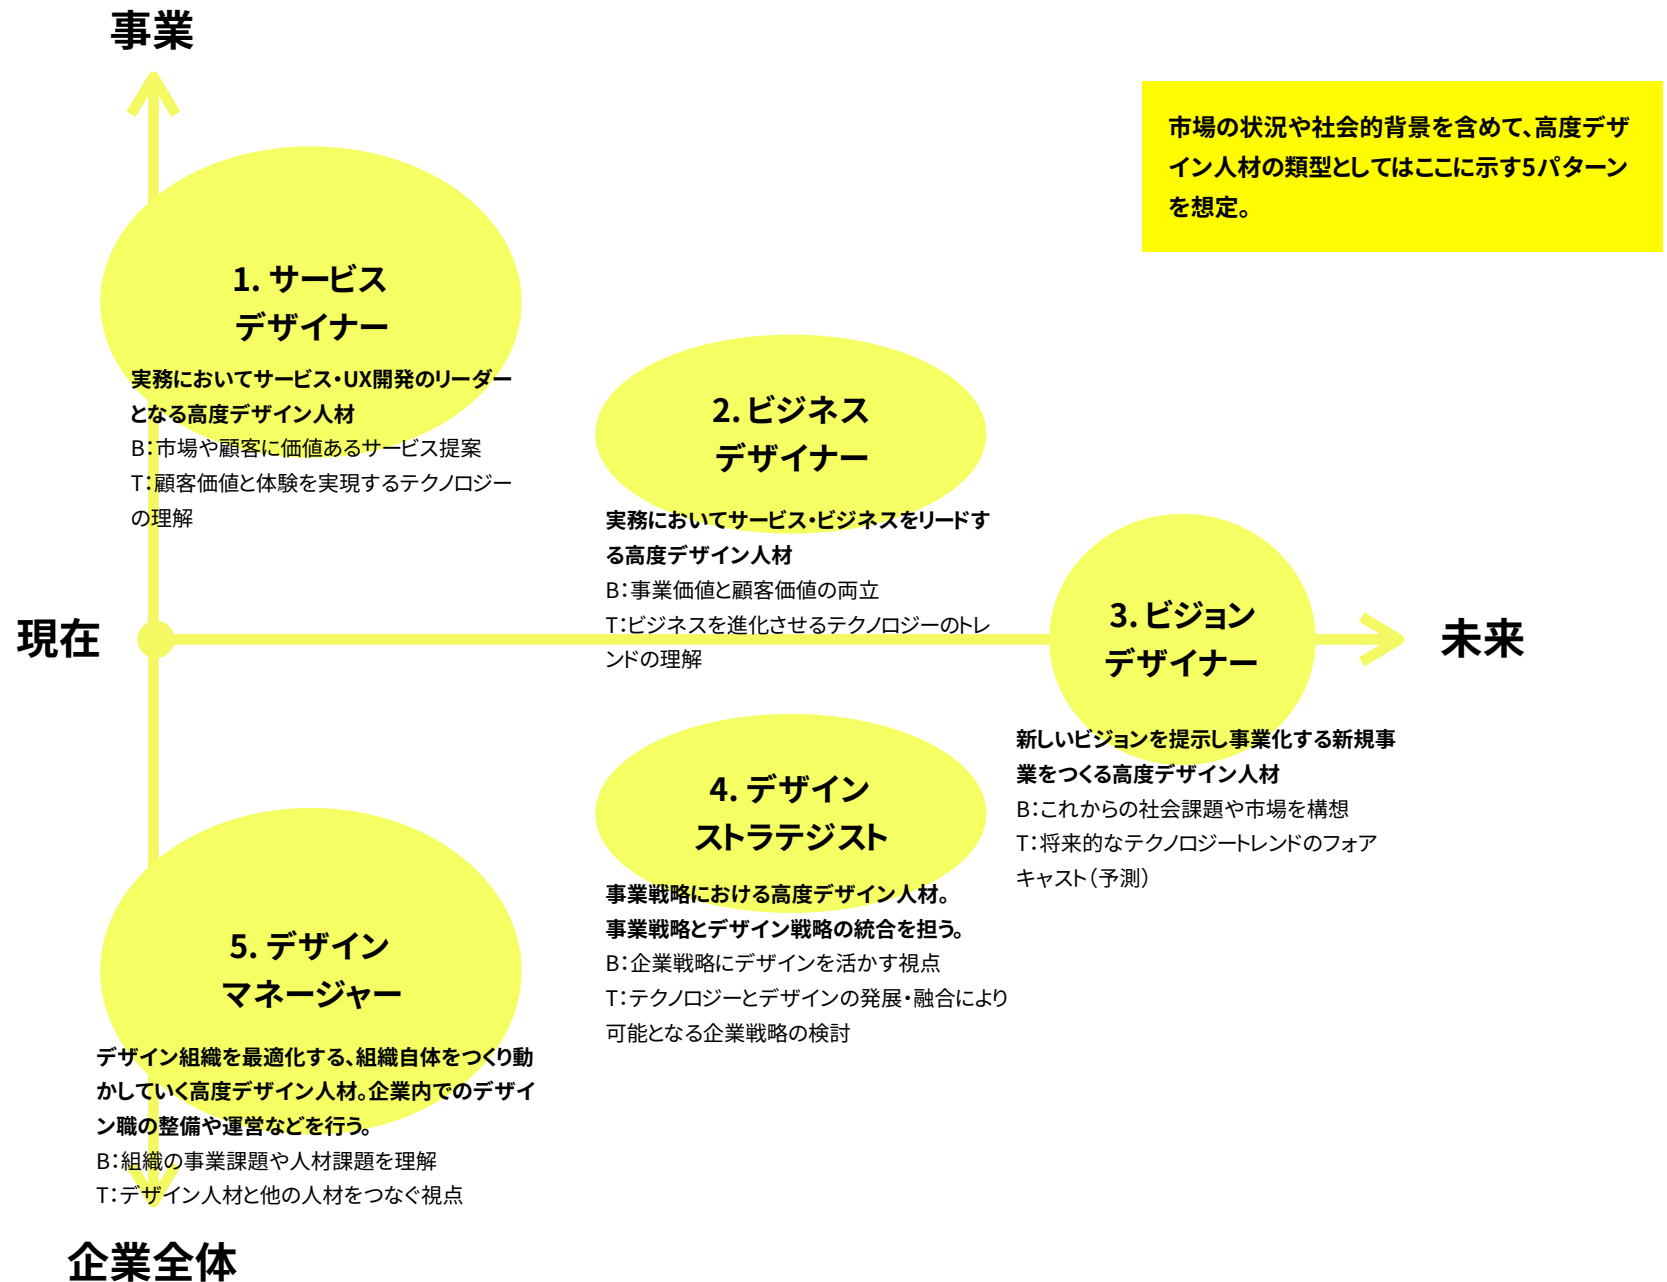 事業
市場の状況や社会的背景を含めて、高度デザ
イン人材の類型としてはここに示す5パターン
を想定。
1. サービス
デザイナー
実務においてサービス・UX開発のリーダー
となる高度デザイン人材
B：市場や顧客に価値あるサービス提案
T：顧客価値と体験を実現するテクノロジー
の理解
2. ビジネス
デザイナー
実務においてサービス・ビジネスをリードす
る高度デザイン人材
B：事業価値と顧客価値の両立
T：ビジネスを進化させるテクノロジーのトレ
ンドの理解
現在
3. ビジョン
デザイナー
未来
新しいビジョンを提示し事業化する新規事
業をつくる高度デザイン人材
B：これからの社会課題や市場を構想
T：将来的なテクノロジートレンドのフォア
キャスト（予測）
4. デザイン
ストラテジスト
事業戦略における高度デザイン人材。
事業戦略とデザイン戦略の統合を担う。
B：企業戦略にデザインを活かす視点
T：テクノロジーとデザインの発展・融合により
可能となる企業戦略の検討
5. デザイン
マネージャー
デザイン組織を最適化する、組織自体をつくり動
かしていく高度デザイン人材。企業内でのデザイ
ン職の整備や運営などを行う。
B：組織の事業課題や人材課題を理解
T：デザイン人材と他の人材をつなぐ視点
企業全体